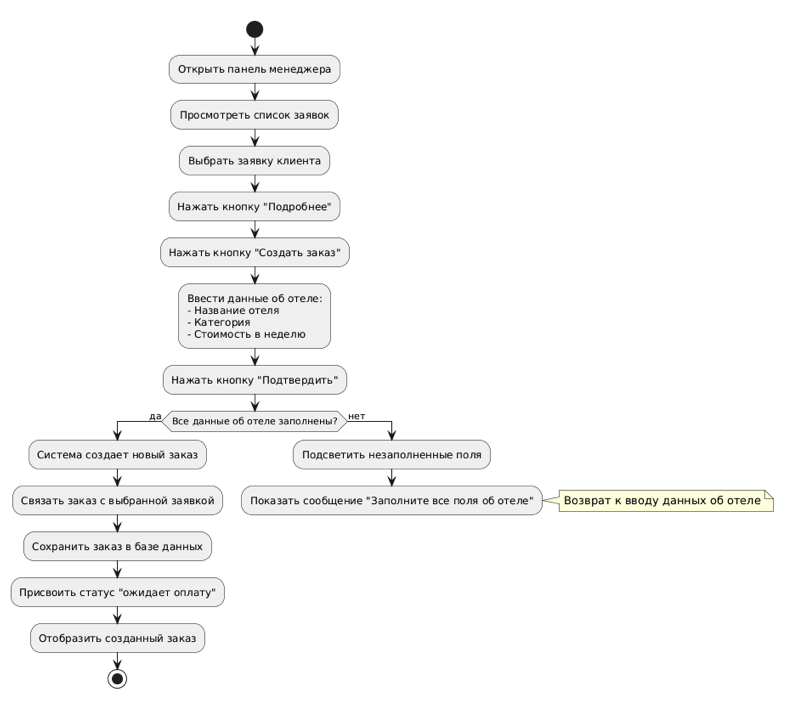 Открыть панель менеджера
Просмотреть список заявок
Выбрать заявку клиента
Нажать кнопку "Подробнее"
Нажать кнопку "Создать заказ"
Ввести данные об отеле:
- Название отеля
- Категория
- Стоимость в неделю
Нажать кнопку "Подтвердить"
да
Все данные об отеле заполнены?
нет
Система создает новый заказ
Подсветить незаполненные поля
Связать заказ с выбранной заявкой
Показать сообщение "Заполните все поля об отеле"
Возврат к вводу данных об отеле
Сохранить заказ в базе данных
Присвоить статус "ожидает оплату"
Отобразить созданный заказ